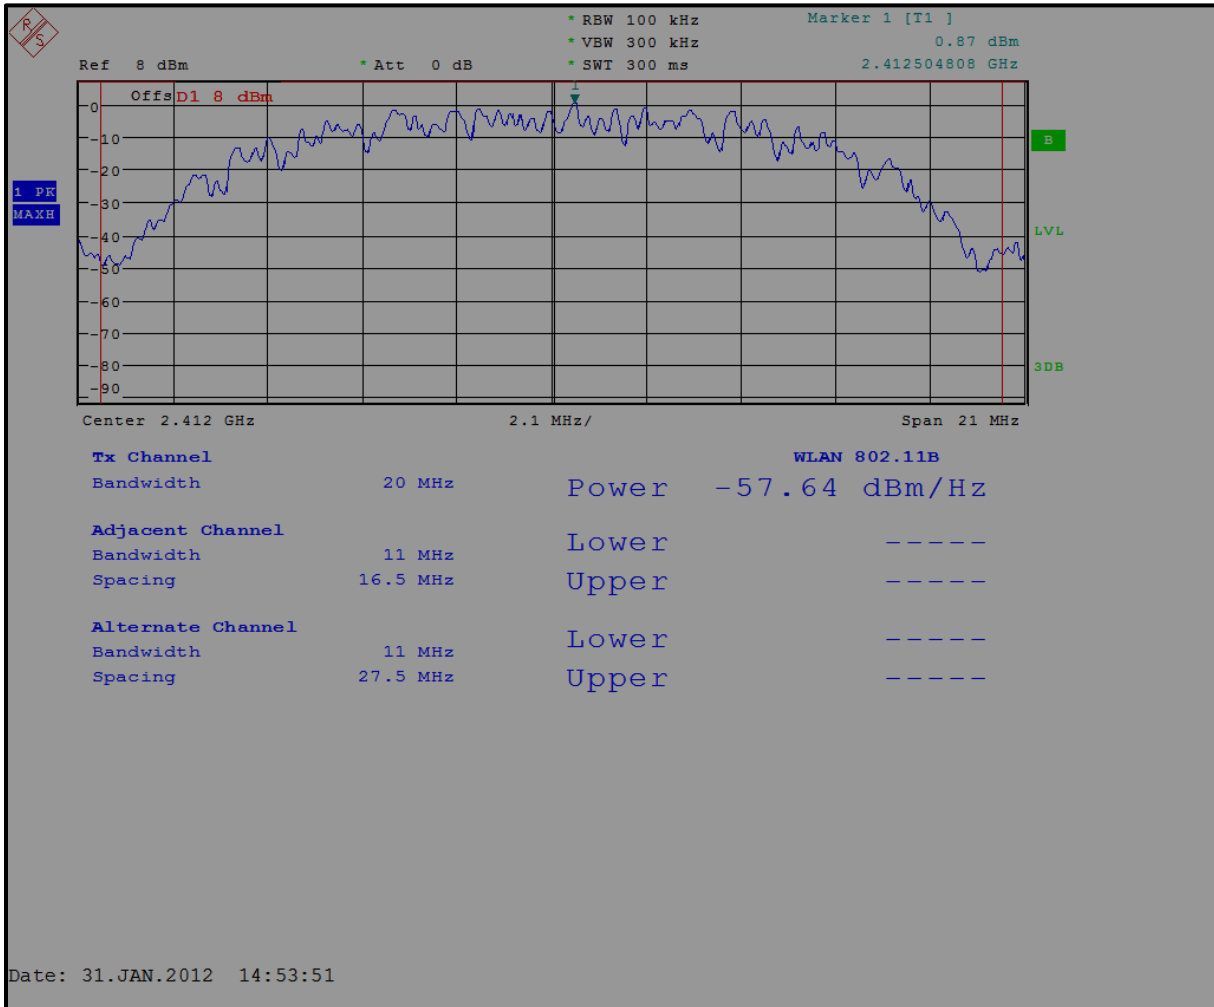 R/S
* RBW 100 kHz Marker 1 [T1 ]
* VBW 300 kHz 0.87 dBm
Ref 8 dBm * Att 0 dB * SWT 300 ms 2.412504808 GHz
1
Offs D1 8 dBm
0
-10
B
-20
1 PK
MAXH
-30
LVL
-40
-50
-60
-70
-80
3DB
-90
Center 2.412 GHz 2.1 MHz/ Span 21 MHz
Tx Channel WLAN 802.11B
Bandwidth 20 MHz Power -57.64 dBm/Hz
Adjacent Channel
Lower -----
Bandwidth 11 MHz
Spacing 16.5 MHz Upper -----
Alternate Channel
Lower -----
Bandwidth 11 MHz
Spacing 27.5 MHz Upper -----
Date: 31.JAN.2012 14:53:51